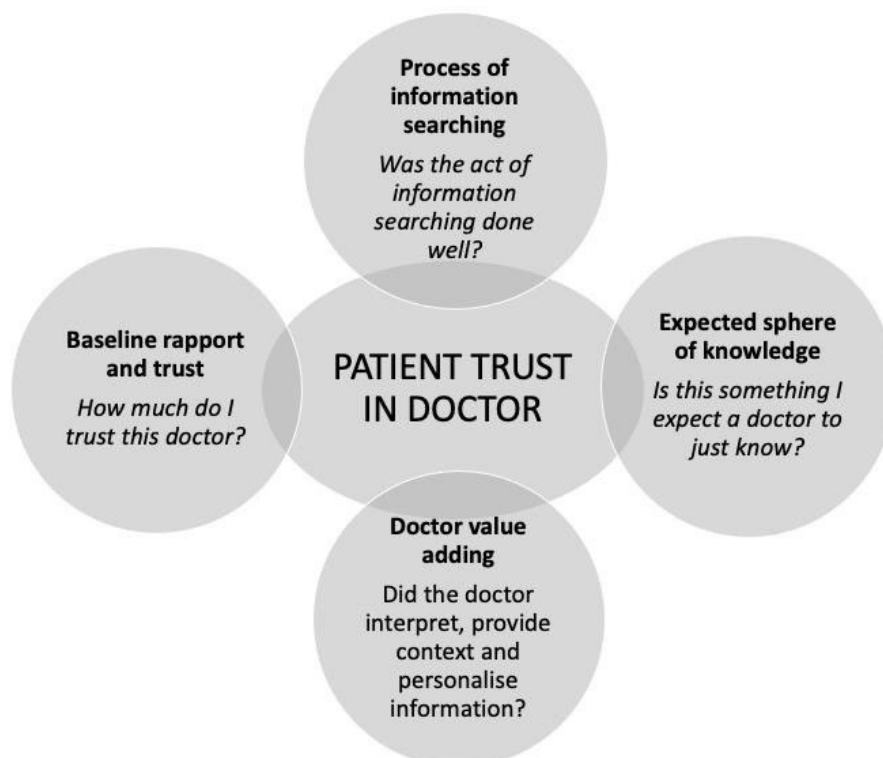 Process of
information
searching
Was the act of
information
searching done
well?
Baseline rapport
and trust
How much do I
trust this doctor?
PATIENT TRUST
IN DOCTOR
Expected sphere
of knowledge
Is this something I
expect a doctor to
just know?
Doctor value
adding
Did the doctor
interpret, provide
context and
personalise
information?